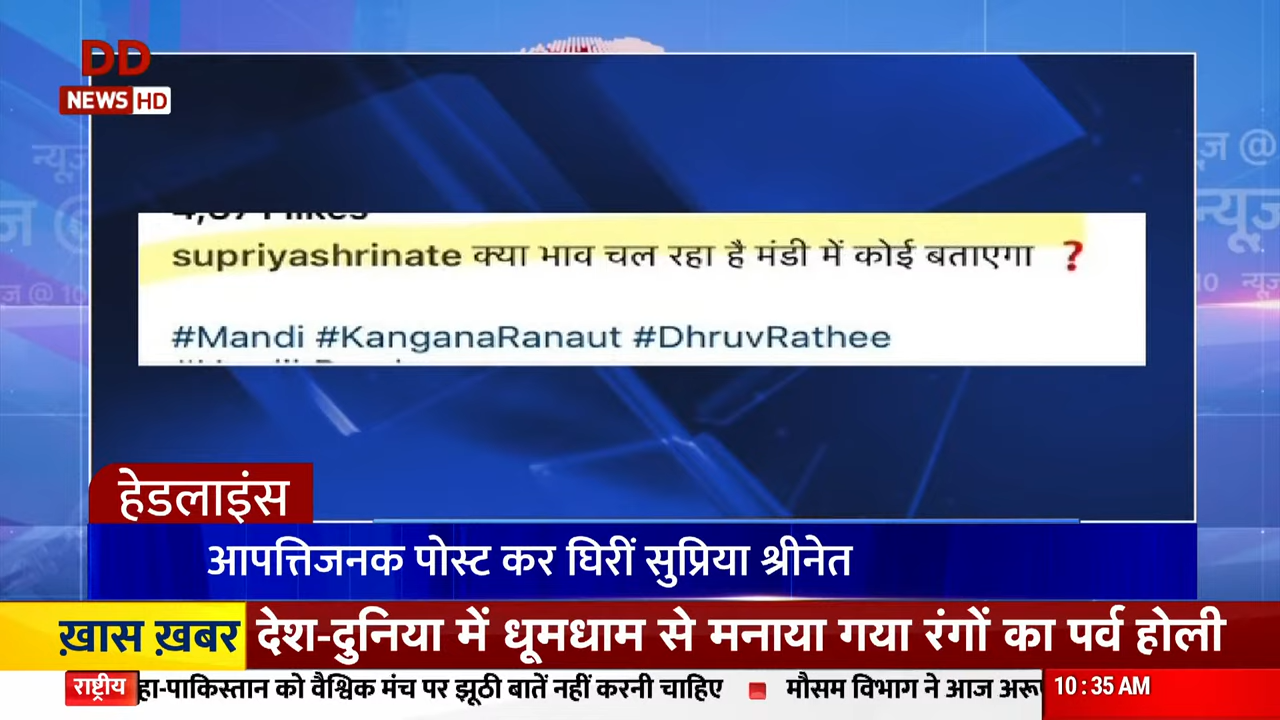 DD
NEWS HD
supryashrinate क्या भाव चल रहा है मंडी में कोई बताएगा ❓
#Mandi #KanganaRanaut #DhruvRathee
हेडलाइंस
आपत्तिजनक पोस्ट कर घिरीं सुप्रिया श्रीनेत
ख़ास ख़बर देश-दुनिया में धूमधाम से मनाया गया रंगों का पर्व होली
राष्ट्रीय हा-पाकिस्तान को वैश्विक मंच पर झूठी बातें नहीं करनी चाहिए मौसम विभाग ने आज 10:35 AM